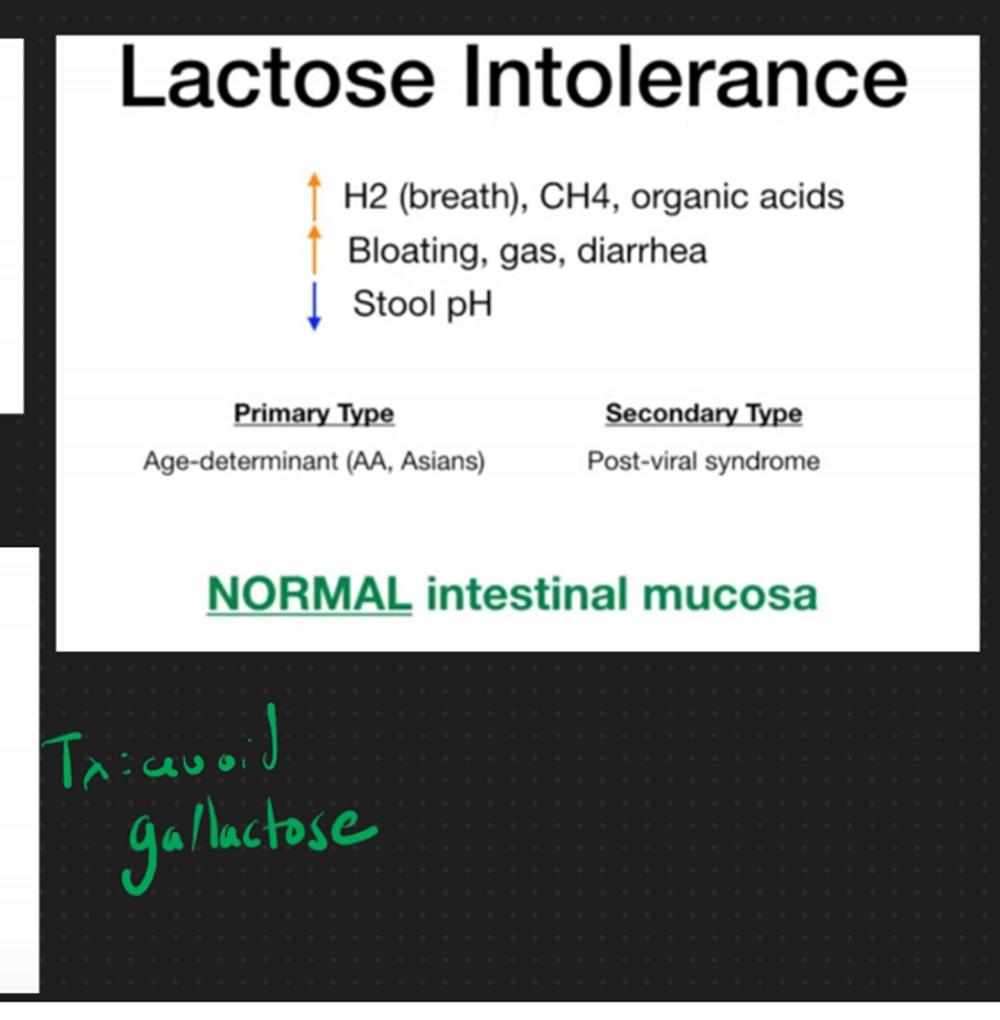 Lactose Intolerance
H2 (breath), CH4, organic acids
Bloating, gas, diarrhea
Stool pH
Primary Type
Secondary Type
Age-determinant (AA, Asians)
Post-viral syndrome
NORMAL intestinal mucosa
Tx: avoid
gallactose